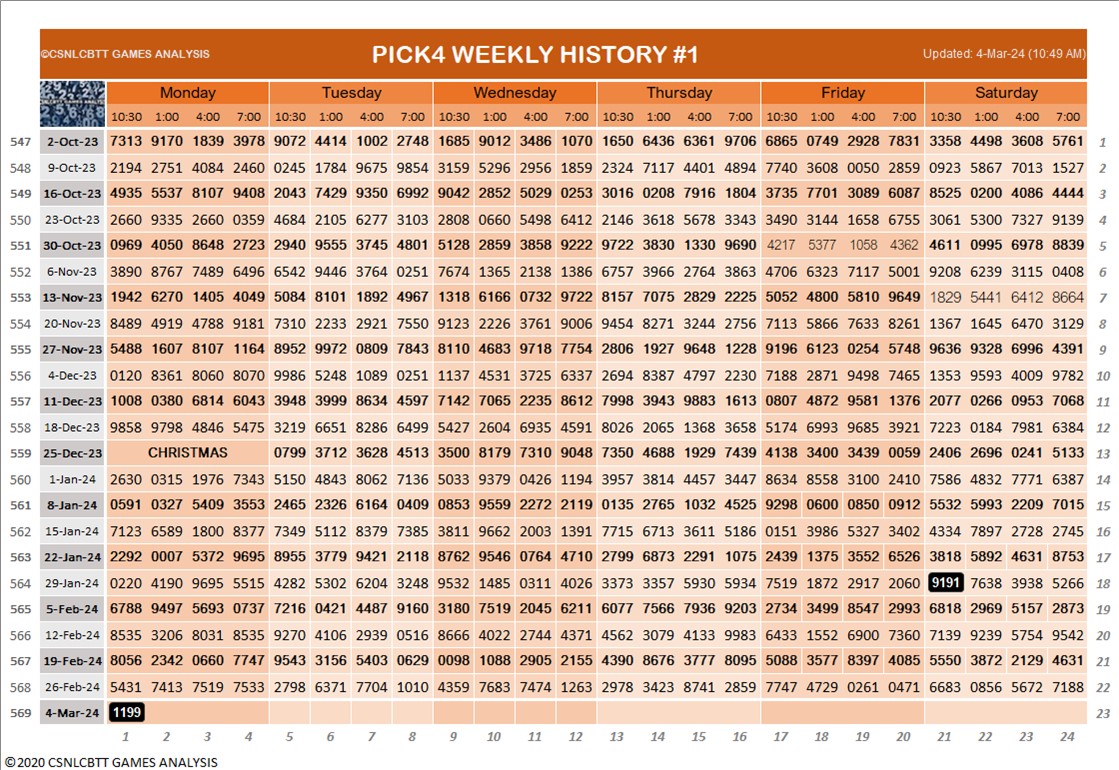 ©CSNLCBTT GAMES ANALYSIS PICK4 WEEKLY HISTORY #1 Updated: 4-Mar-24 (10:49 AM)
Monday Tuesday Wednesday Thursday Friday Saturday
10:30 1:00 4:00 7:00 10:30 1:00 4:00 7:00 10:30 1:00 4:00 7:00 10:30 1:00 4:00 7:00 10:30 1:00 4:00 7:00 10:30 1:00 4:00 7:00
547 2-Oct-23 7313 9170 1839 3978 9072 4414 1002 2748 1685 9012 3486 1070 1650 6436 6361 9706 6865 0749 2928 7831 3358 4498 3608 5761 1
548 9-Oct-23 2194 2751 4084 2460 0245 1784 9675 9854 3159 5296 2956 1859 2324 7117 4401 4894 7740 3608 0050 2859 0923 5867 7013 1527 2
549 16-Oct-23 4935 5537 8107 9408 2043 7429 9350 6992 9042 2852 5029 0253 3016 0208 7916 1804 3735 7701 3089 6087 8525 0200 4086 4444 3
550 23-Oct-23 2660 9335 2660 0359 4684 2105 6277 3103 2808 0660 5498 6412 2146 3618 5678 3343 3490 3144 1658 6755 3061 5300 7327 9139 4
551 30-Oct-23 0969 4050 8648 2723 2940 9555 3745 4801 5128 2859 3858 9222 9722 3830 1330 9690 4217 5377 1058 4362 4611 0995 6978 8839 5
552 6-Nov-23 3890 8767 7489 6496 6542 9446 3764 0251 7674 1365 2138 1386 6757 3966 2764 3863 4706 6323 7117 5001 9208 6239 3115 0408 6
553 13-Nov-23 1942 6270 1405 4049 5084 8101 1892 4967 1318 6166 0732 9722 8157 7075 2829 2225 5052 4800 5810 9649 1829 5441 6412 8664 7
554 20-Nov-23 8489 4919 4788 9181 7310 2233 2921 7550 9123 2226 3761 9006 9454 8271 3244 2756 7113 5866 7633 8261 1367 1645 6470 3129 8
555 27-Nov-23 5488 1607 8107 1164 8952 9972 0809 7843 8110 4683 9718 7754 2806 1927 9648 1228 9196 6123 0254 5748 9636 9328 6996 4391 9
556 4-Dec-23 0120 8361 8060 8070 9986 5248 1089 0251 1137 4531 3725 6337 2694 8387 4797 2230 7188 2871 9498 7465 1353 9593 4009 9782 10
557 11-Dec-23 1008 0380 6814 6043 3948 3999 8634 4597 7142 7065 2235 8612 7998 3943 9883 1613 0807 4872 9581 1376 2077 0266 0953 7068 11
558 18-Dec-23 9858 9798 4846 5475 3219 6651 8286 6499 5427 2604 6935 4591 8026 2065 1368 3658 5174 6993 9685 3921 7223 0184 7981 6384 12
559 25-Dec-23 CHRISTMAS 0799 3712 3628 4513 3500 8179 7310 9048 7350 4688 1929 7439 4138 3400 3439 0059 2406 2696 0241 5133 13
560 1-Jan-24 2630 0315 1976 7343 5150 4843 8062 7136 5033 9379 0426 1194 3957 3814 4457 3447 8634 8558 3100 2410 7586 4832 7771 6387 14
561 8-Jan-24 0591 0327 5409 3553 2465 2326 6164 0409 0853 9559 2272 2119 0135 2765 1032 4525 9298 0600 0850 0912 5532 5993 2209 7015 15
562 15-Jan-24 7123 6589 1800 8377 7349 5112 8379 7385 3811 9662 2003 1391 7715 6713 3611 5186 0151 3986 5327 3402 4334 7897 2728 2745 16
563 22-Jan-24 2292 0007 5372 9695 8955 3779 9421 2118 8762 9546 0764 4710 2799 6873 2291 1075 2439 1375 3552 6526 3818 5892 4631 8753 17
564 29-Jan-24 0220 4190 9695 5515 4282 5302 6204 3248 9532 1485 0311 4026 3373 3357 5930 5934 7519 1872 2917 2060 9191 7638 3938 5266 18
565 5-Feb-24 6788 9497 5693 0737 7216 0421 4487 9160 3180 7519 2045 6211 6077 7566 7936 9203 2734 3499 8547 2993 6818 2969 5157 2873 19
566 12-Feb-24 8535 3206 8031 8535 9270 4106 2939 0516 8666 4022 2744 4371 4562 3079 4133 9983 6433 1552 6900 7360 7139 9239 5754 9542 20
567 19-Feb-24 8056 2342 0660 7747 9543 3156 5403 0629 0098 1088 2905 2155 4390 8676 3777 8095 5088 3577 8397 4085 5550 3872 2129 4631 21
568 26-Feb-24 5431 7413 7519 7533 2798 6371 7704 1010 4359 7683 7474 1263 2978 3423 8741 2859 7747 4729 0261 0471 6683 0856 5672 7188 22
569 4-Mar-24 1199 23
1 2 3 4 5 6 7 8 9 10 11 12 13 14 15 16 17 18 19 20 21 22 23 24
©2020 CSNLCBTT GAMES ANALYSIS